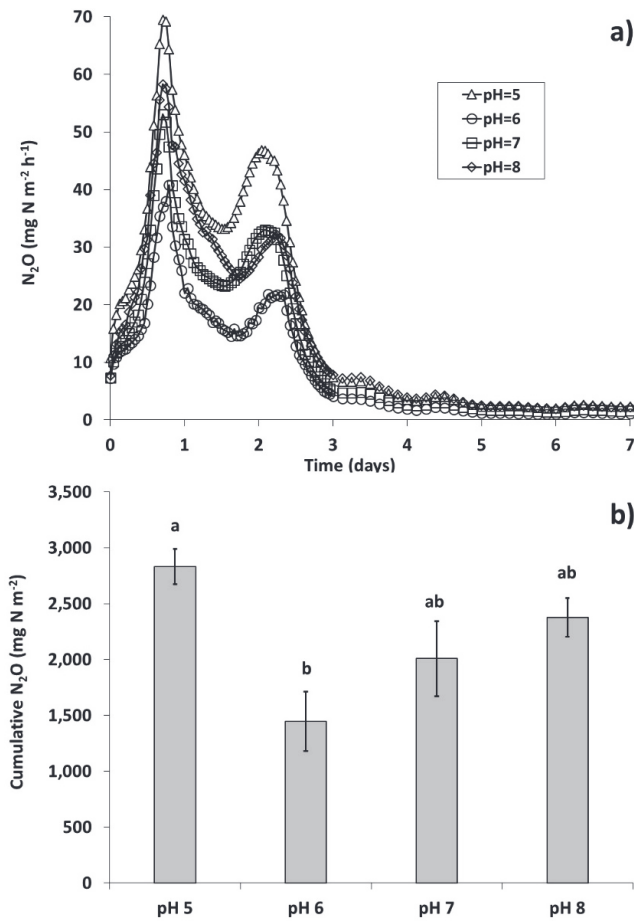 a)
70
60
50
40
30
20
10
0
N₂O (mg N m⁻² h⁻¹)
pH=5
pH=6
pH=7
pH=8
0 1 2 3 4 5 6 7
Time (days)
b)
3,500
3,000
2,500
2,000
1,500
1,000
500
0
Cumulative N₂O (mg N m⁻²)
a
b
ab
ab
pH 5 pH 6 pH 7 pH 8